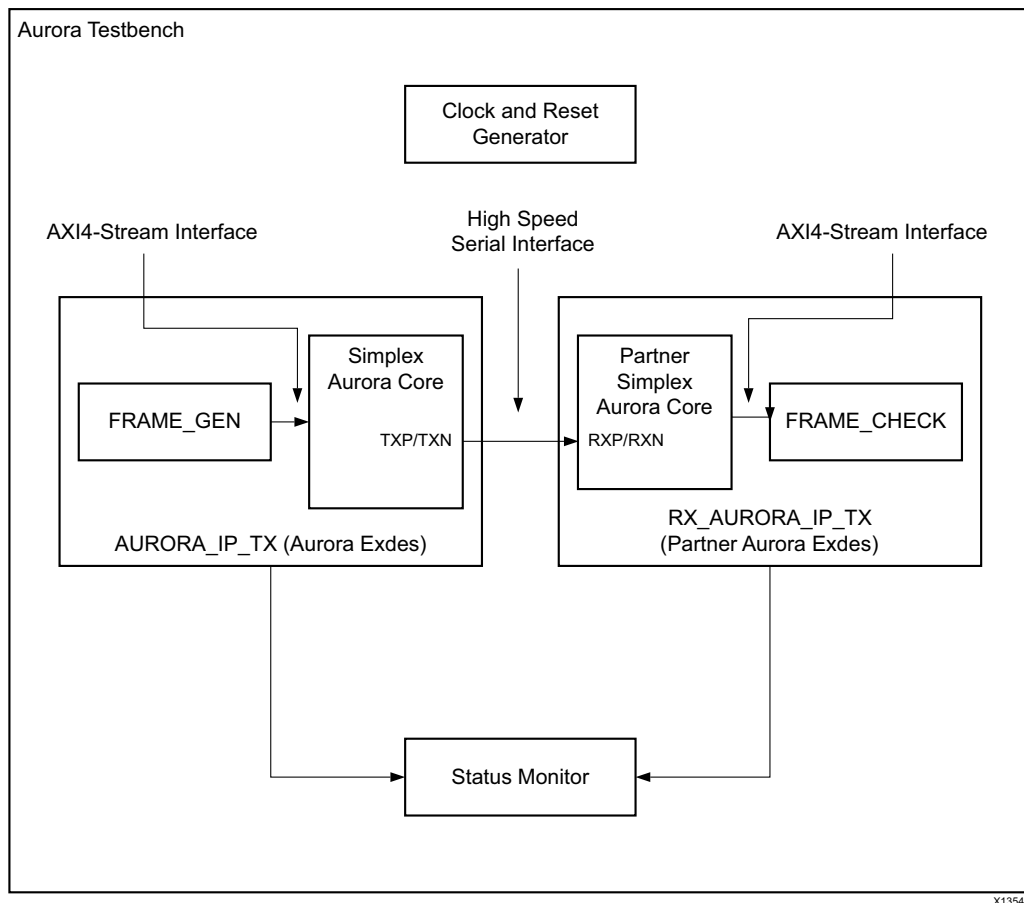 Aurora Testbench
Clock and Reset
Generator
AXI4-Stream Interface
High Speed
Serial Interface
AXI4-Stream Interface
Simplex
Aurora Core
FRAME_GEN
TXP/TXN
AURORA_IP_TX (Aurora Exdes)
Partner
Simplex
Aurora Core
RXP/RXN
FRAME_CHECK
RX_AURORA_IP_TX
(Partner Aurora Exdes)
Status Monitor
X1354